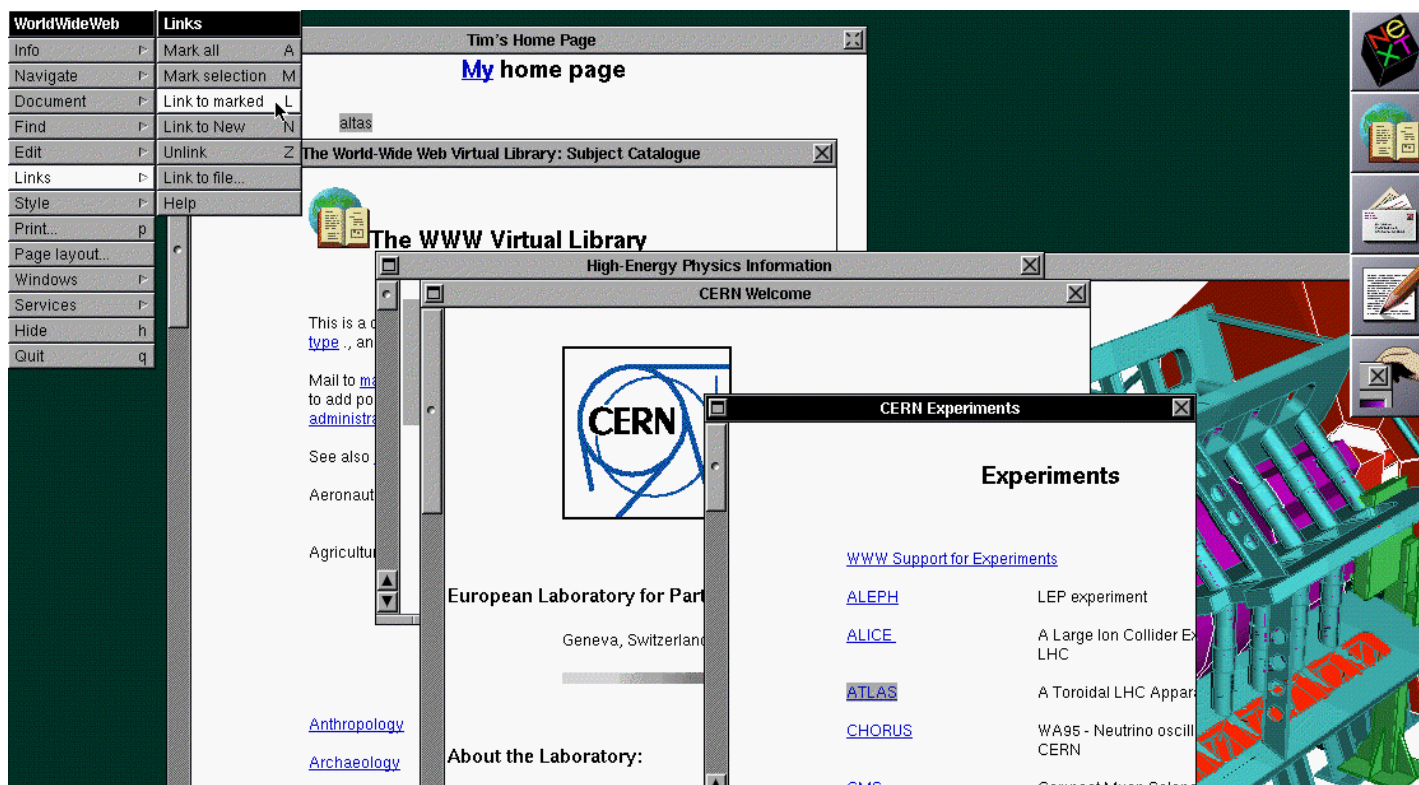 WorldWideWeb
Info
Navigate
Document
Find
Edit
Links
Style
Print... p
Page layout...
Windows
Services
Hide h
Quit q
Links
Mark all A
Mark selection M
Link to marked L
Link to New N
Unlink Z
Link to file...
Help
Tim's Home Page
My home page
altas
The World-Wide Web Virtual Library: Subject Catalogue
The WWW Virtual Library
This is a
type ., an
Mail to
to add po
administra
See also
Aeronaut
Agricultu
Anthropology
Archaeology
High-Energy Physics Information
CERN Welcome
CERN
European Laboratory for Part
Geneva, Switzerland
About the Laboratory:
CERN Experiments
Experiments
WWW Support for Experiments
ALEPH LEP experiment
ALICE A Large Ion Collider Ex
LHC
ATLAS A Toroidal LHC Appar
CHORUS WA95 - Neutrino oscill
CERN
NeXT